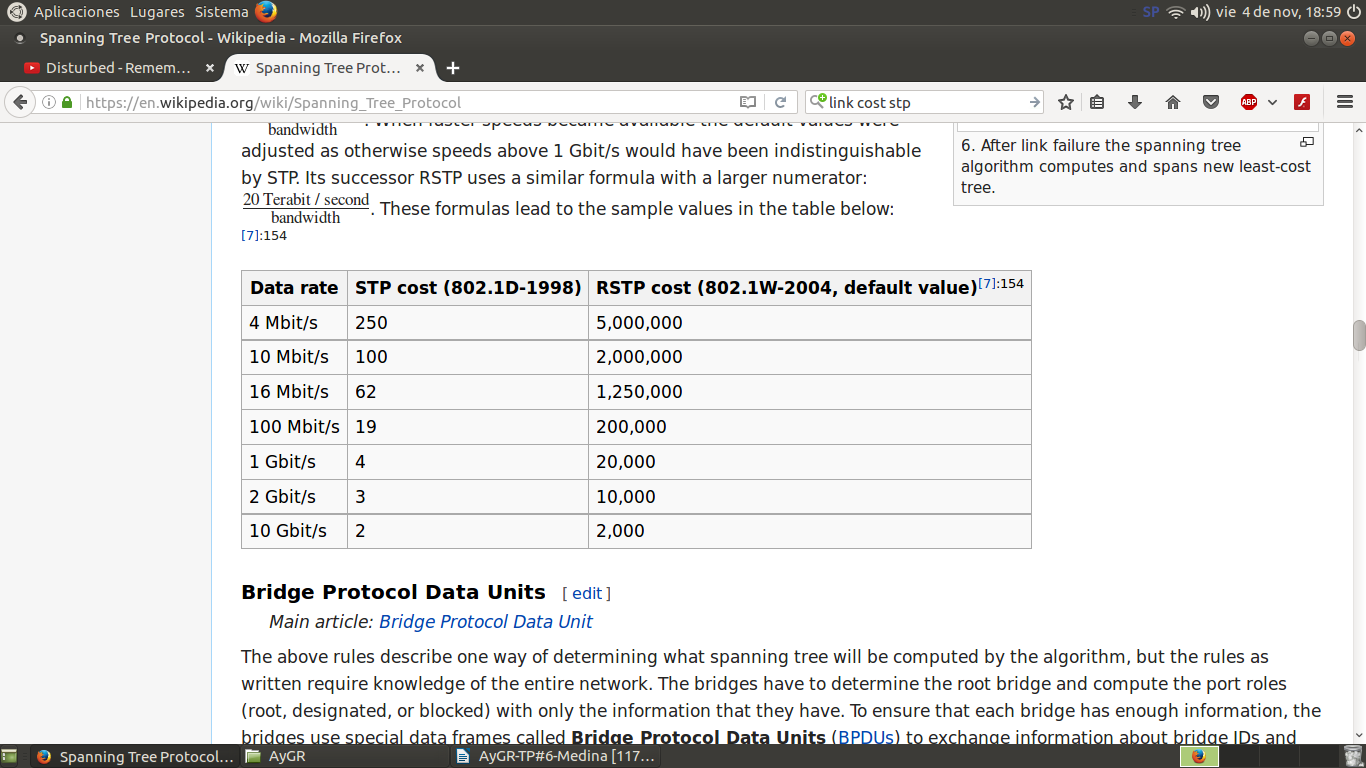 Aplicaciones Lugares Sistema
SP vie 4 de nov, 18:59
Spanning Tree Protocol - Wikipedia - Mozilla Firefox
Disturbed - Remem...
W Spanning Tree Prot...
https://en.wikipedia.org/wiki/Spanning_Tree_Protocol
link cost stp
ABP
bandwidth . When faster speeds became available the default values were
adjusted as otherwise speeds above 1 Gbit/s would have been indistinguishable
by STP. Its successor RSTP uses a similar formula with a larger numerator:
20 Terabit / second
bandwidth . These formulas lead to the sample values in the table below:
[7]:154
6. After link failure the spanning tree
algorithm computes and spans new least-cost
tree.
Data rate STP cost (802.1D-1998) RSTP cost (802.1W-2004, default value)[7]:154
4 Mbit/s 250 5,000,000
10 Mbit/s 100 2,000,000
16 Mbit/s 62 1,250,000
100 Mbit/s 19 200,000
1 Gbit/s 4 20,000
2 Gbit/s 3 10,000
10 Gbit/s 2 2,000
Bridge Protocol Data Units [ edit ]
Main article: Bridge Protocol Data Unit
The above rules describe one way of determining what spanning tree will be computed by the algorithm, but the rules as
written require knowledge of the entire network. The bridges have to determine the root bridge and compute the port roles
(root, designated, or blocked) with only the information that they have. To ensure that each bridge has enough information, the
bridges use special data frames called Bridge Protocol Data Units (BPDUs) to exchange information about bridge IDs and
Spanning Tree Protocol...
AyGR
AyGR-TP#6-Medina [117...